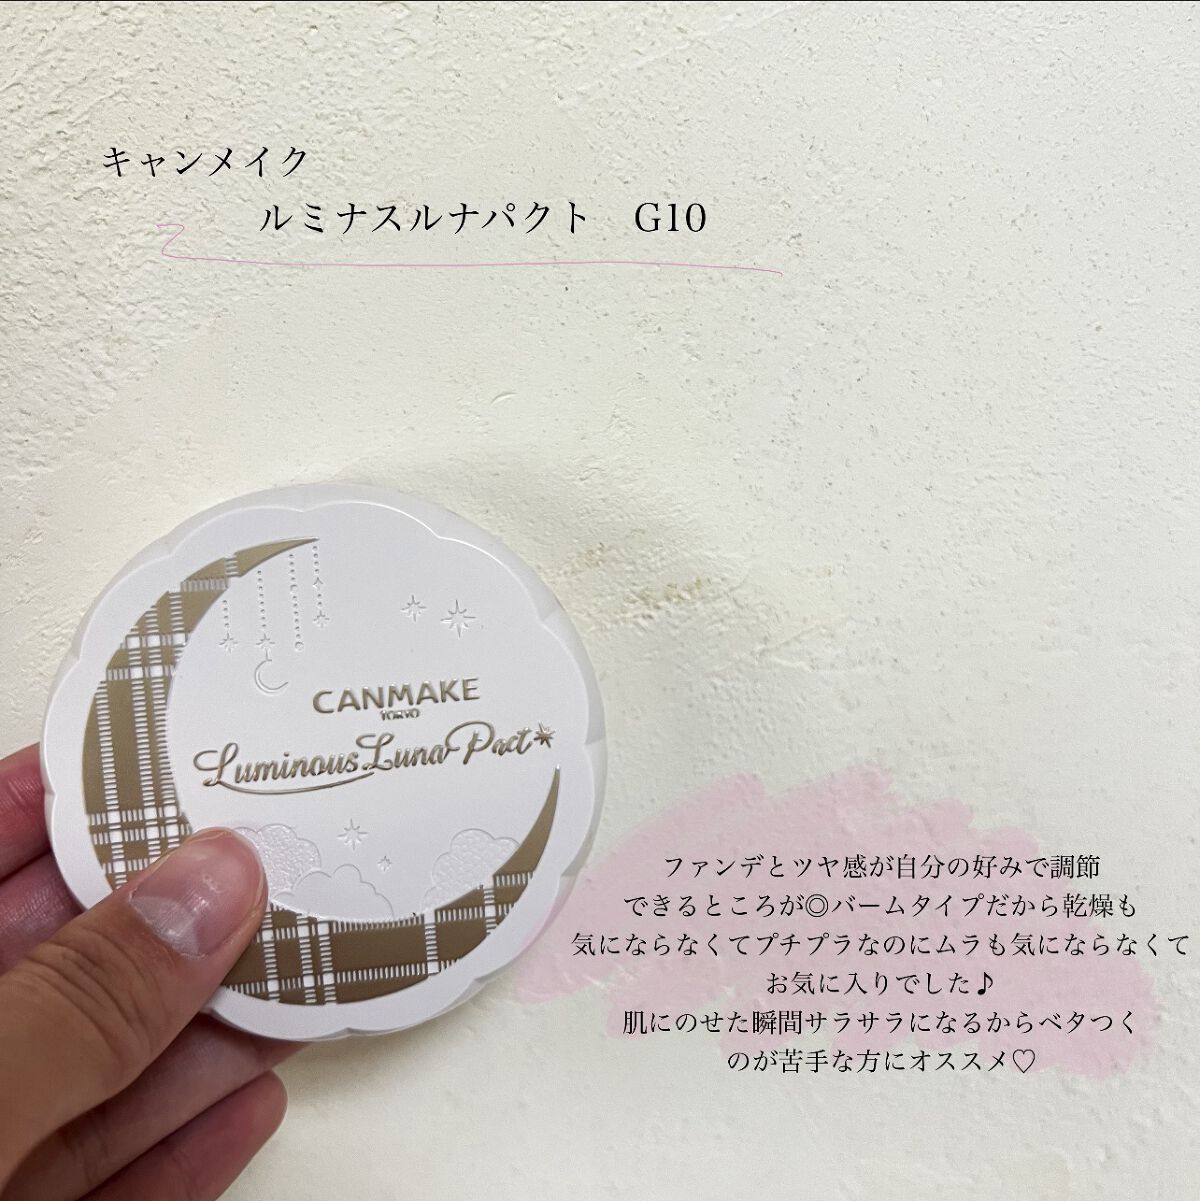 キャンメイク
ルミナスルナパクト　G10
CANMAKE
TOKYO
Luminous Luna Pact
ファンデとツヤ感が自分の好みで調節
できるところが◎バームタイプだから乾燥も
気にならなくてプチプラなのにムラも気にならなくて
お気に入りでした♪
肌にのせた瞬間サラサラになるからベタつく
のが苦手な方にオススメ♡